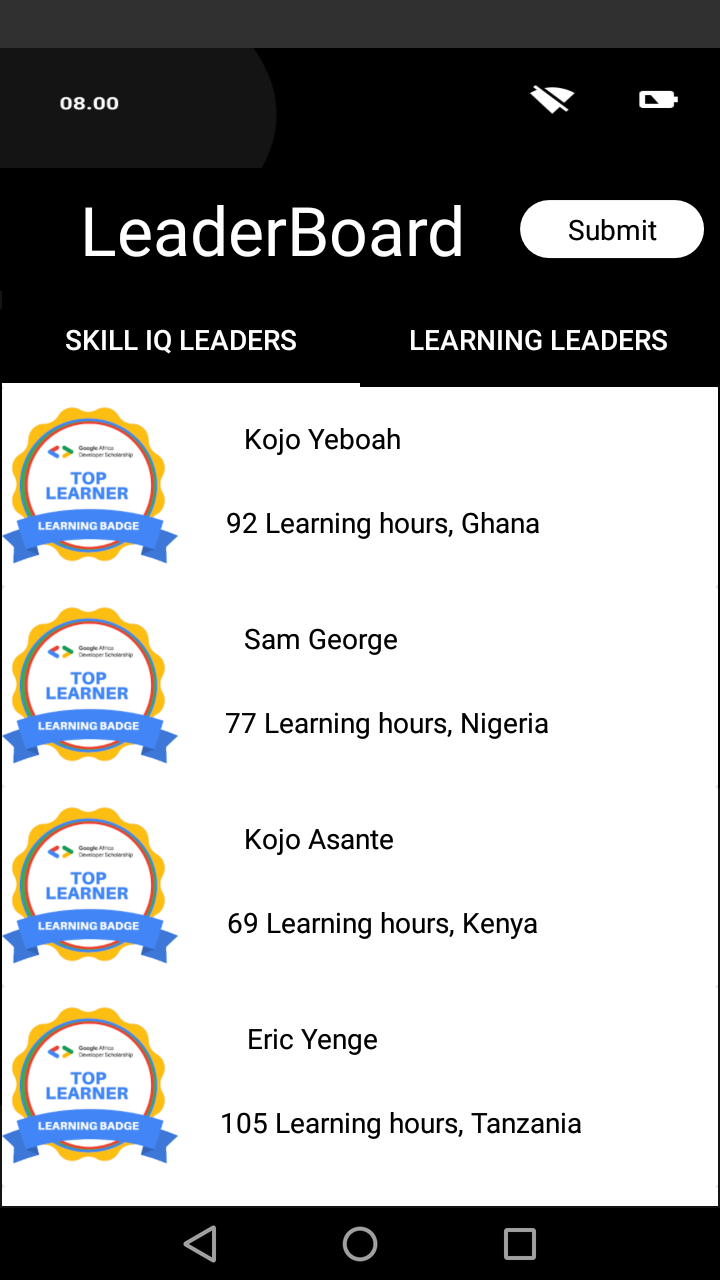 08.00
LeaderBoard
Submit
SKILL IQ LEADERS
LEARNING LEADERS
Google Africa
Developer Scholarship
TOP
LEARNER
LEARNING BADGE
Kojo Yeboah
92 Learning hours, Ghana
Google Africa
Developer Scholarship
TOP
LEARNER
LEARNING BADGE
Sam George
77 Learning hours, Nigeria
Google Africa
Developer Scholarship
TOP
LEARNER
LEARNING BADGE
Kojo Asante
69 Learning hours, Kenya
Google Africa
Developer Scholarship
TOP
LEARNER
LEARNING BADGE
Eric Yenge
105 Learning hours, Tanzania